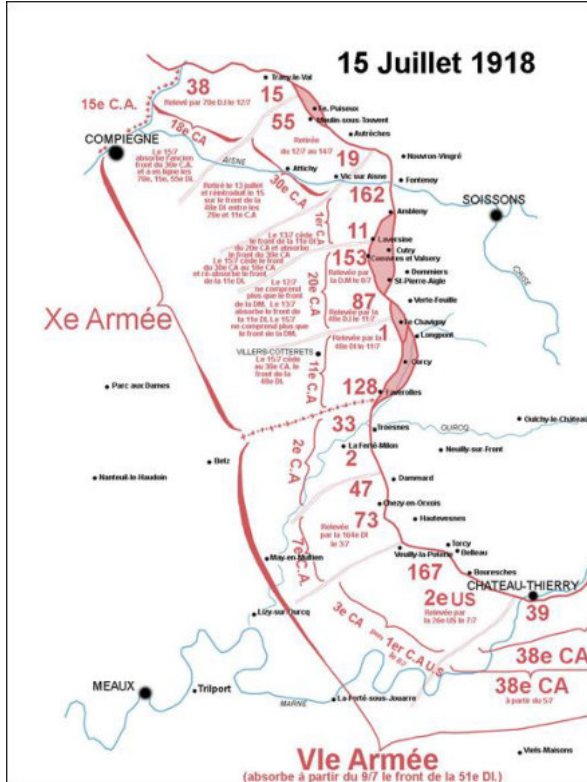 15 Juillet 1918
38
Relevé par 70e DI le 12/7
15
Tracy-le-Val
15e C.A.
55
Te. Puiseux
Moulin-sous-Touvent
18e CA
Autrêches
COMPIEGNE
Retirée
du 12/7 au 14/7
19
Le 15/7
absorbe l'ancien
front du 30e C.A.
et a en ligne les
70e, 15e, 55e DI.
AISNE
Attichy
Vic sur Aisne
Nouvron-Vingré
Fontenoy
30e C.A
162
Retiré le 13 juillet
et réintroduit le 15
sur le front de la
48e DI entre les
20e et 11e C.A
SOISSONS
Ambleny
1er C.A
11
Laversine
Le 13/7 cède
le front de la 11e DI
du 20e CA et absorbe
le front du 30e CA.
Le 15/7 cède le front
du 30e CA au 18e CA
et ré-absorbe le front
de la 11e DI.
Cutry
153
Coeuvres et Valsery
Relevée par
la D.M le 8/7
Dommiers
St-Pierre-Aigle
CRISE
20e C.A
Le 12/7
ne comprend
plus que le front
de la DM. Le 13/7
absorbe le front de
la 11e DI. Le 15/7
ne comprend plus que
le front de la DM.
87
Relevée par la
48e DI le 11/7
Verte-Feuille
Xe Armée
Le Chavigny
1
Relevée par la
48e DI le 11/7
Longpont
VILLERS-COTTERETS
Le 15/7 cède
au 30e CA. le
front de la
48e DI.
11e C.A
Corcy
Parc aux Dames
128
Faverolles
33
Troesnes
OURCQ
Oulchy-le-Château
La Ferté-Milon
2e C.A
2
Neuilly-sur-Front
Betz
Nanteuil-le-Haudoin
47
Dammard
Chezy-en-Orxois
73
Hautevesnes
Relevée
par la 164e DI
le 3/7
7e C.A.
May-en-Multien
Veuilly-la-Poterie
Torcy
Belleau
167
Bouresches
CHATEAU-THIERRY
2e US
Relevée par
la 26e US le 7/7
39
Lizy-sur-Ourcq
3e CA
puis 1er C.A U.S
38e CA
38e CA
à partir du 5/7
MEAUX
Trilport
MARNE
La-Ferté-sous-Jouarre
VIe Armée
(absorbe à partir du 9/7 le front de la 51e DI.)
Viels-Maisons